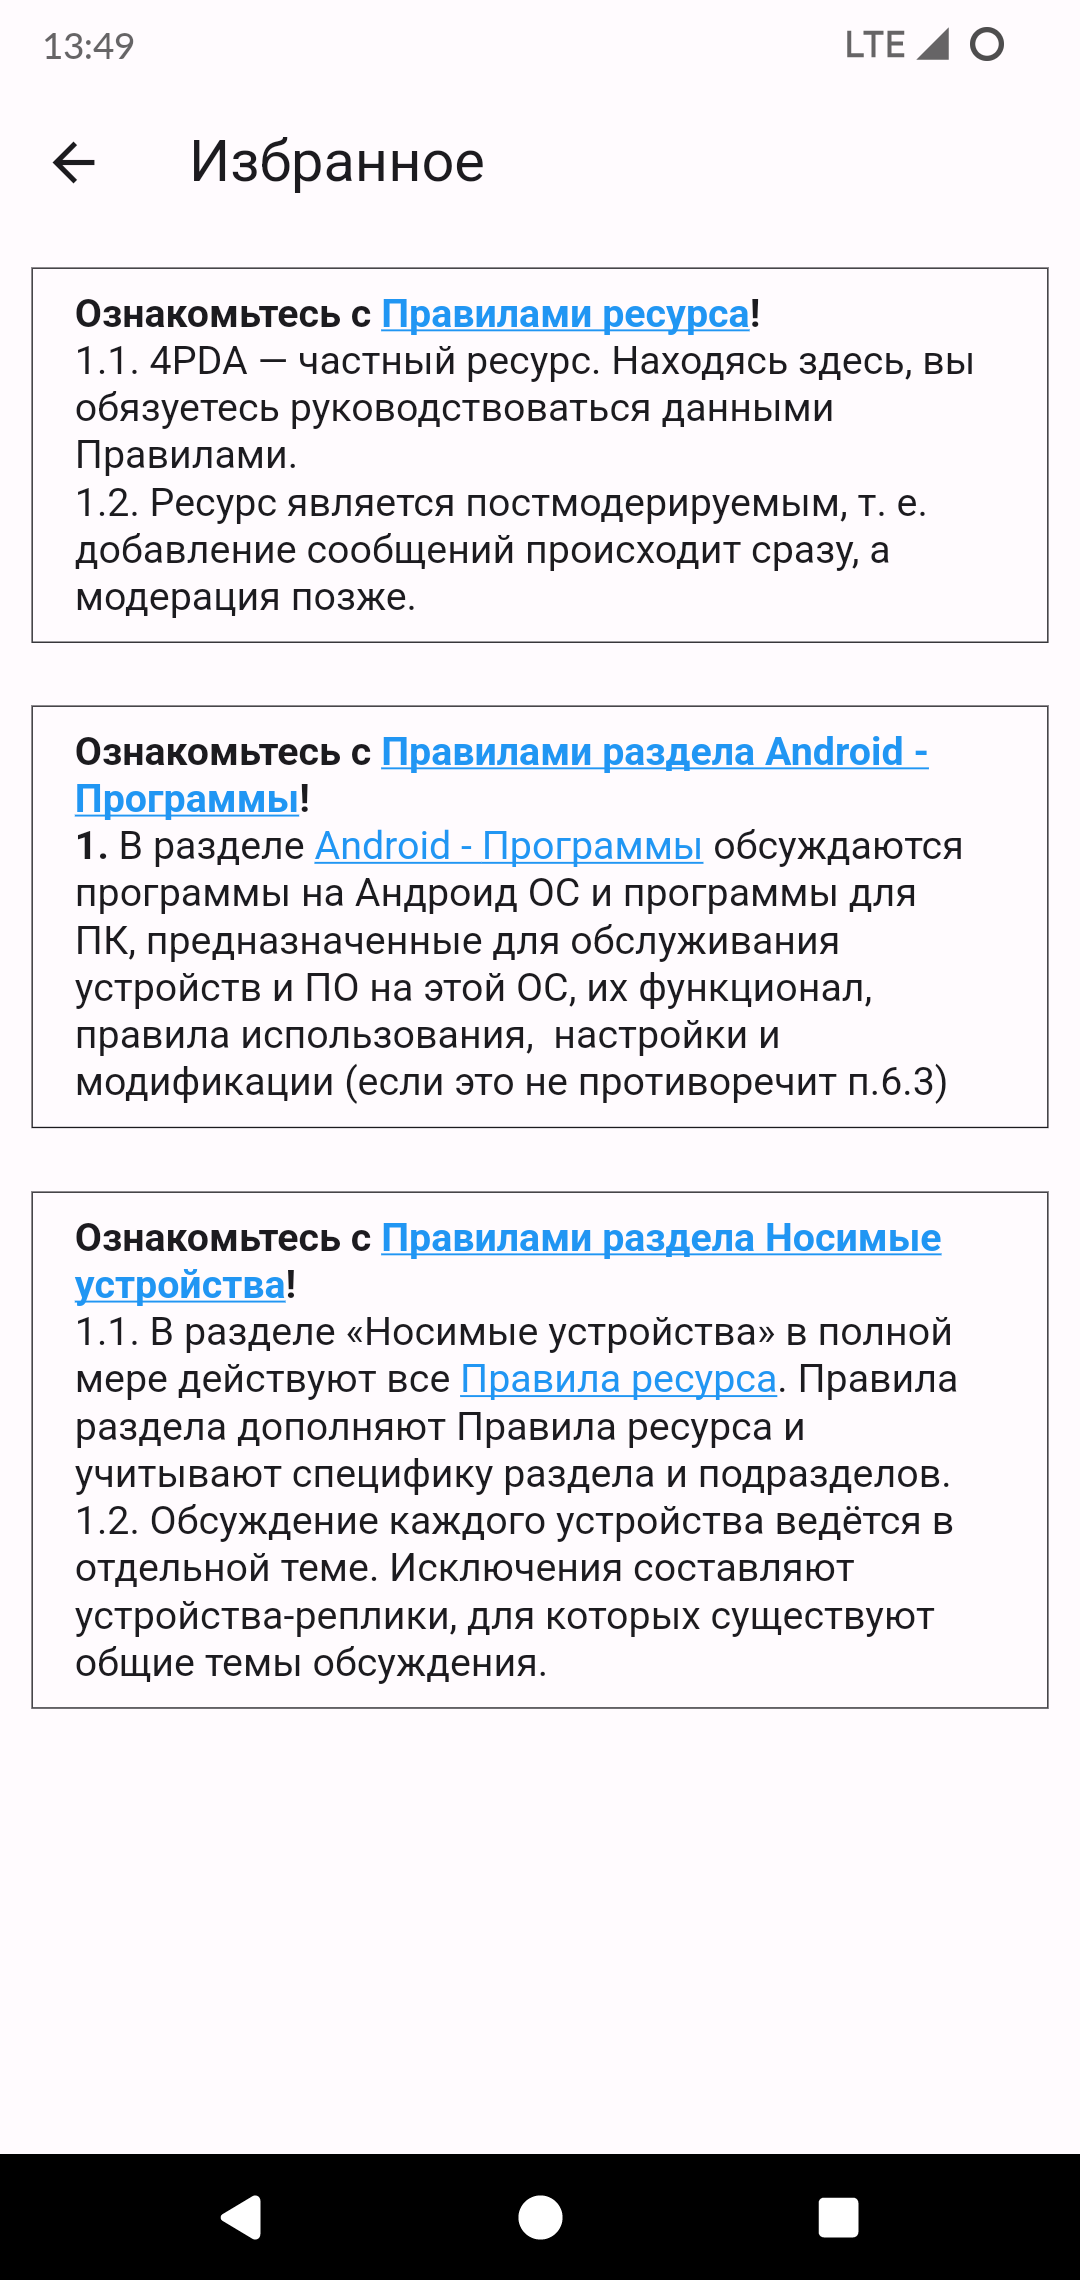 13:49
LTE
Избранное
Ознакомьтесь с Правилами ресурса!
1.1. 4PDA — частный ресурс. Находясь здесь, вы
обязуетесь руководствоваться данными
Правилами.
1.2. Ресурс является постмодерируемым, т. е.
добавление сообщений происходит сразу, а
модерация позже.
Ознакомьтесь с Правилами раздела Android -
Программы!
1. В разделе Android - Программы обсуждаются
программы на Андроид ОС и программы для
ПК, предназначенные для обслуживания
устройств и ПО на этой ОС, их функционал,
правила использования,  настройки и
модификации (если это не противоречит п.6.3)
Ознакомьтесь с Правилами раздела Носимые
устройства!
1.1. В разделе «Носимые устройства» в полной
мере действуют все Правила ресурса. Правила
раздела дополняют Правила ресурса и
учитывают специфику раздела и подразделов.
1.2. Обсуждение каждого устройства ведётся в
отдельной теме. Исключения составляют
устройства-реплики, для которых существуют
общие темы обсуждения.